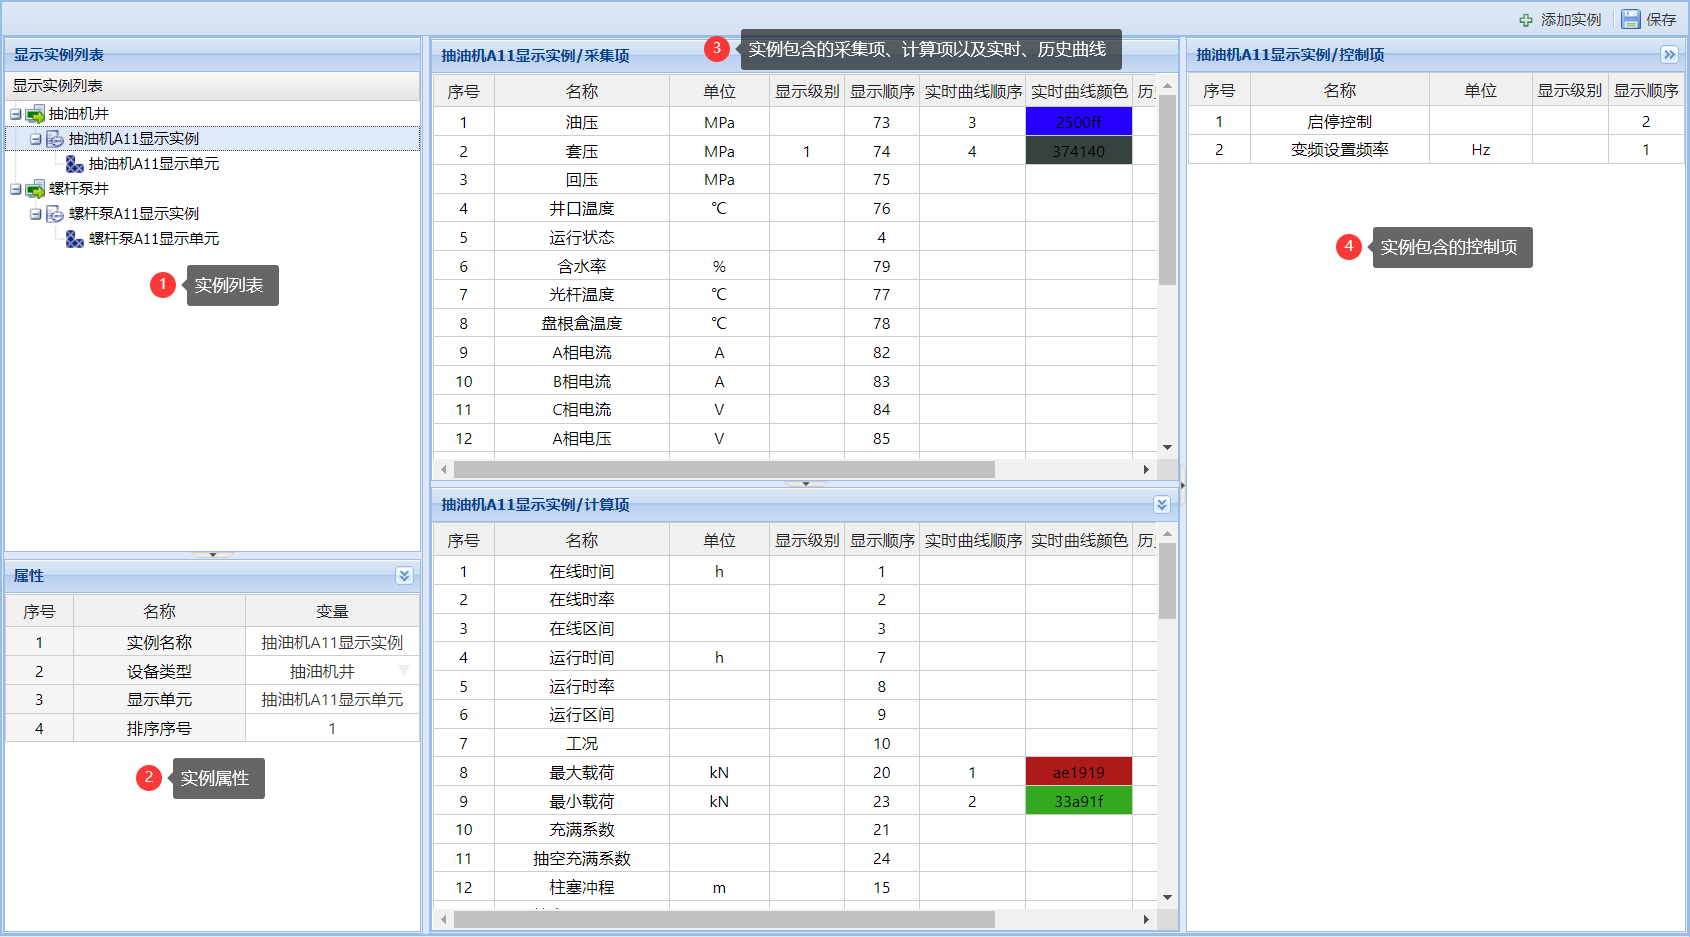 添加实例 保存
显示实例列表
显示实例列表
抽油机井
抽油机A11显示实例
抽油机A11显示单元
螺杆泵井
螺杆泵A11显示实例
螺杆泵A11显示单元
1 实例列表
属性
序号 名称 变量
1 实例名称 抽油机A11显示实例
2 设备类型 抽油机井
3 显示单元 抽油机A11显示单元
4 排序序号 1
2 实例属性
抽油机A11显示实例/采集项
3 实例包含的采集项、计算项以及实时、历史曲线
序号 名称 单位 显示级别 显示顺序 实时曲线顺序 实时曲线颜色 历
1 油压 MPa 73 3 2500ff
2 套压 MPa 1 74 4 374140
3 回压 MPa 75
4 井口温度 ℃ 76
5 运行状态 4
6 含水率 % 79
7 光杆温度 ℃ 77
8 盘根盒温度 ℃ 78
9 A相电流 A 82
10 B相电流 A 83
11 C相电流 V 84
12 A相电压 V 85
抽油机A11显示实例/计算项
序号 名称 单位 显示级别 显示顺序 实时曲线顺序 实时曲线颜色 历
1 在线时间 h 1
2 在线时率 2
3 在线区间 3
4 运行时间 h 7
5 运行时率 8
6 运行区间 9
7 工况 10
8 最大载荷 kN 20 1 ae1919
9 最小载荷 kN 23 2 33a91f
10 充满系数 21
11 抽空充满系数 24
12 柱塞冲程 m 15
抽油机A11显示实例/控制项
序号 名称 单位 显示级别 显示顺序
1 启停控制 2
2 变频设置频率 Hz 1
4 实例包含的控制项